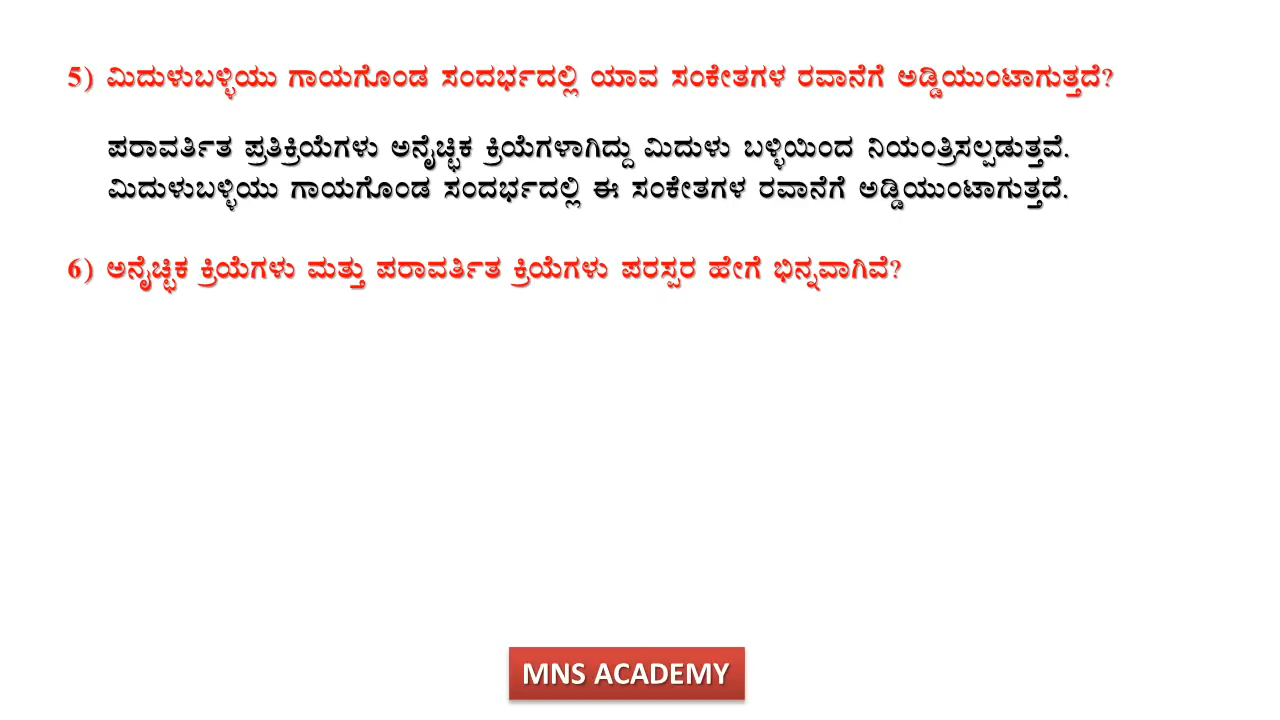 5) ಮಿದುಳುಬಳ್ಳಿಯು ಗಾಯಗೊಂಡ ಸಂದರ್ಭದಲ್ಲಿ ಯಾವ ಸಂಕೇತಗಳ ರವಾನೆಗೆ ಅಡ್ಡಿಯುಂಟಾಗುತ್ತದೆ?
ಪರಾವರ್ತಿತ ಪ್ರತಿಕ್ರಿಯೆಗಳು ಅನೈಚ್ಛಿಕ ಕ್ರಿಯೆಗಳಾಗಿದ್ದು ಮಿದುಳು ಬಳ್ಳಿಯಿಂದ ನಿಯಂತ್ರಿಸಲ್ಪಡುತ್ತವೆ.
ಮಿದುಳುಬಳ್ಳಿಯು ಗಾಯಗೊಂಡ ಸಂದರ್ಭದಲ್ಲಿ ಈ ಸಂಕೇತಗಳ ರವಾನೆಗೆ ಅಡ್ಡಿಯುಂಟಾಗುತ್ತದೆ.
6) ಅನೈಚ್ಛಿಕ ಕ್ರಿಯೆಗಳು ಮತ್ತು ಪರಾವರ್ತಿತ ಕ್ರಿಯೆಗಳು ಪರಸ್ಪರ ಹೇಗೆ ಭಿನ್ನವಾಗಿವೆ?
MNS ACADEMY